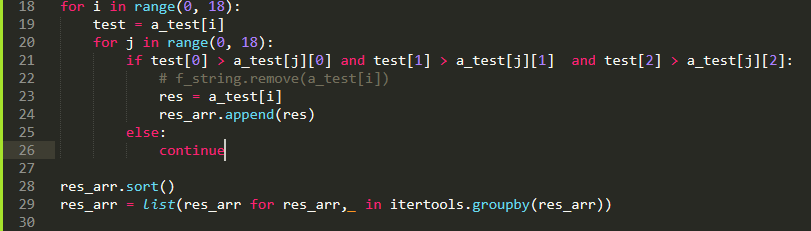 18 for i in range(0, 18):
19     test = a_test[i]
20     for j in range(0, 18):
21         if test[0] > a_test[j][0] and test[1] > a_test[j][1]  and test[2] > a_test[j][2]:
22             # f_string.remove(a_test[i])
23             res = a_test[i]
24             res_arr.append(res)
25         else:
26             continue
27
28 res_arr.sort()
29 res_arr = list(res_arr for res_arr,_ in itertools.groupby(res_arr))
30